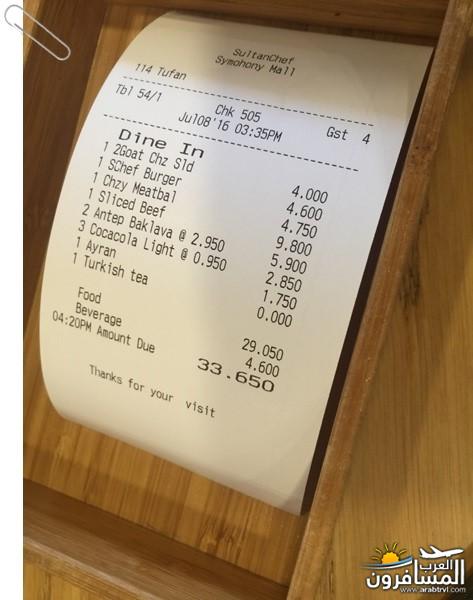 SultanChef
Symohony Mall
114 Tufan
Tbl 54/1 Chk 505 Gst 4
Jul08'16 03:35PM
Dine In
1 2Goat Chz Sld 4.000
1 SChef Burger 4.600
1 Chzy Meatbal 4.750
1 Sliced Beef 9.800
2 Antep Baklava @ 2.950 5.900
3 Cocacola Light @ 0.950 2.850
1 Ayran 1.750
1 Turkish tea 0.000
Food 29.050
Beverage 4.600
04:20PM Amount Due 33.650
Thanks for your visit
العرب
المسافرون
www.arabtrvl.com